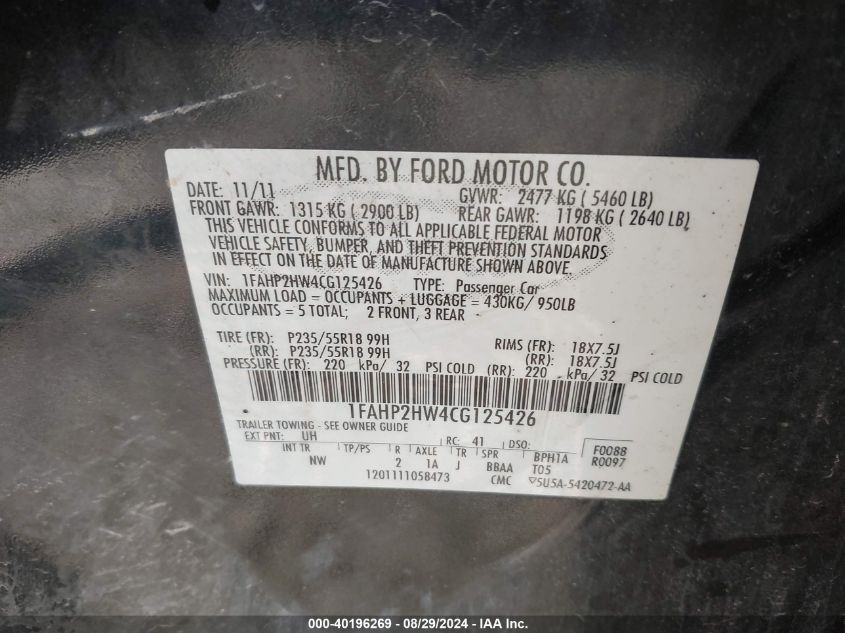 MFD. BY FORD MOTOR CO.
DATE: 11/11 GVWR: 2477 KG ( 5460 LB)
FRONT GAWR: 1315 KG ( 2900 LB) REAR GAWR: 1198 KG ( 2640 LB)
THIS VEHICLE CONFORMS TO ALL APPLICABLE FEDERAL MOTOR
VEHICLE SAFETY, BUMPER, AND THEFT PREVENTION STANDARDS
IN EFFECT ON THE DATE OF MANUFACTURE SHOWN ABOVE.
VIN: 1FAHP2HW4CG125426 TYPE: Passenger Car
MAXIMUM LOAD = OCCUPANTS + LUGGAGE = 430KG/ 950LB
OCCUPANTS = 5 TOTAL; 2 FRONT, 3 REAR
TIRE (FR): P235/55R18 99H RIMS (FR): 18X7.5J
(RR): P235/55R18 99H (RR): 18X7.5J
PRESSURE (FR): 220 kPa/ 32 PSI COLD (RR): 220 kPa/ 32 PSI COLD
1FAHP2HW4CG125426
TRAILER TOWING - SEE OWNER GUIDE
EXT PNT: UH RC: 41 DSO: F0088
INT TR TP/PS R AXLE TR SPR BPH1A R0097
NW 2 1A J BBAA T05
1201111058473 CMC ▽5U5A-5420472-AA
000-40196269 - 08/29/2024 - IAA Inc.